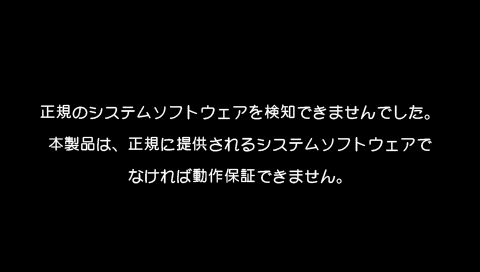 正規のシステムソフトウェアを検知できませんでした。
本製品は、正規に提供されるシステムソフトウェアで
なければ動作保証できません。